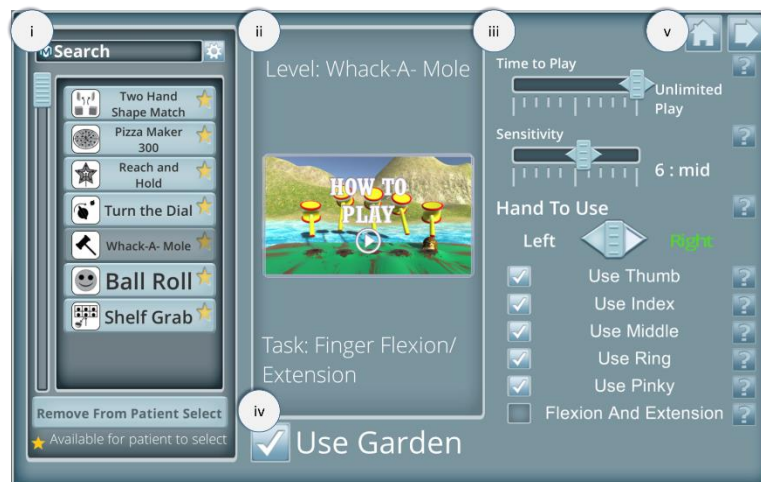 i
ii
iii
v
Search
Two Hand
Shape Match
Pizza Maker
300
Reach and
Hold
Turn the Dial
Whack-A- Mole
Ball Roll
Shelf Grab
Remove From Patient Select
Available for patient to select
Level: Whack-A- Mole
HOW TO
PLAY
Task: Finger Flexion/
Extension
iv
Use Garden
Time to Play
?
Unlimited
Play
Sensitivity
?
6 : mid
Hand To Use
?
Left
Right
Use Thumb
?
Use Index
?
Use Middle
?
Use Ring
?
Use Pinky
?
Flexion And Extension
?